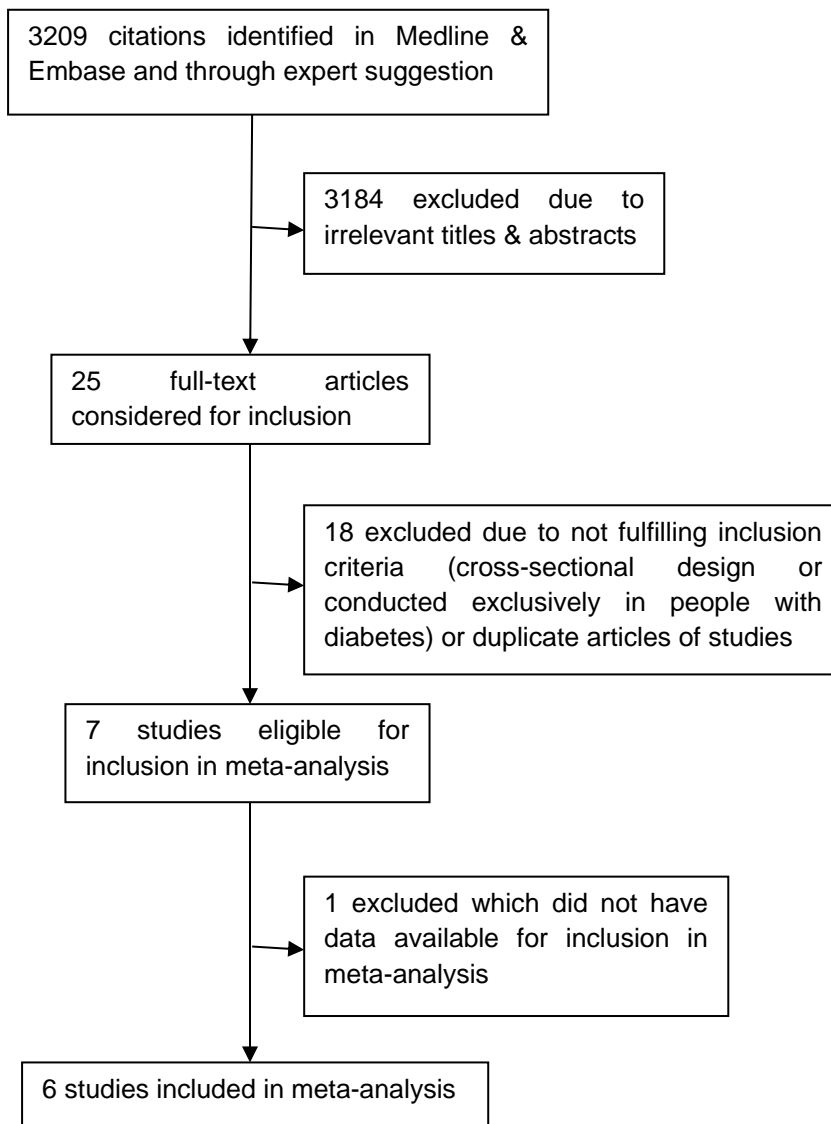 3209 citations identified in Medline &
Embase and through expert suggestion
3184 excluded due to
irrelevant titles & abstracts
25 full-text articles
considered for inclusion
18 excluded due to not fulfilling inclusion
criteria (cross-sectional design or
conducted exclusively in people with
diabetes) or duplicate articles of studies
7 studies eligible for
inclusion in meta-analysis
1 excluded which did not have
data available for inclusion in
meta-analysis
6 studies included in meta-analysis